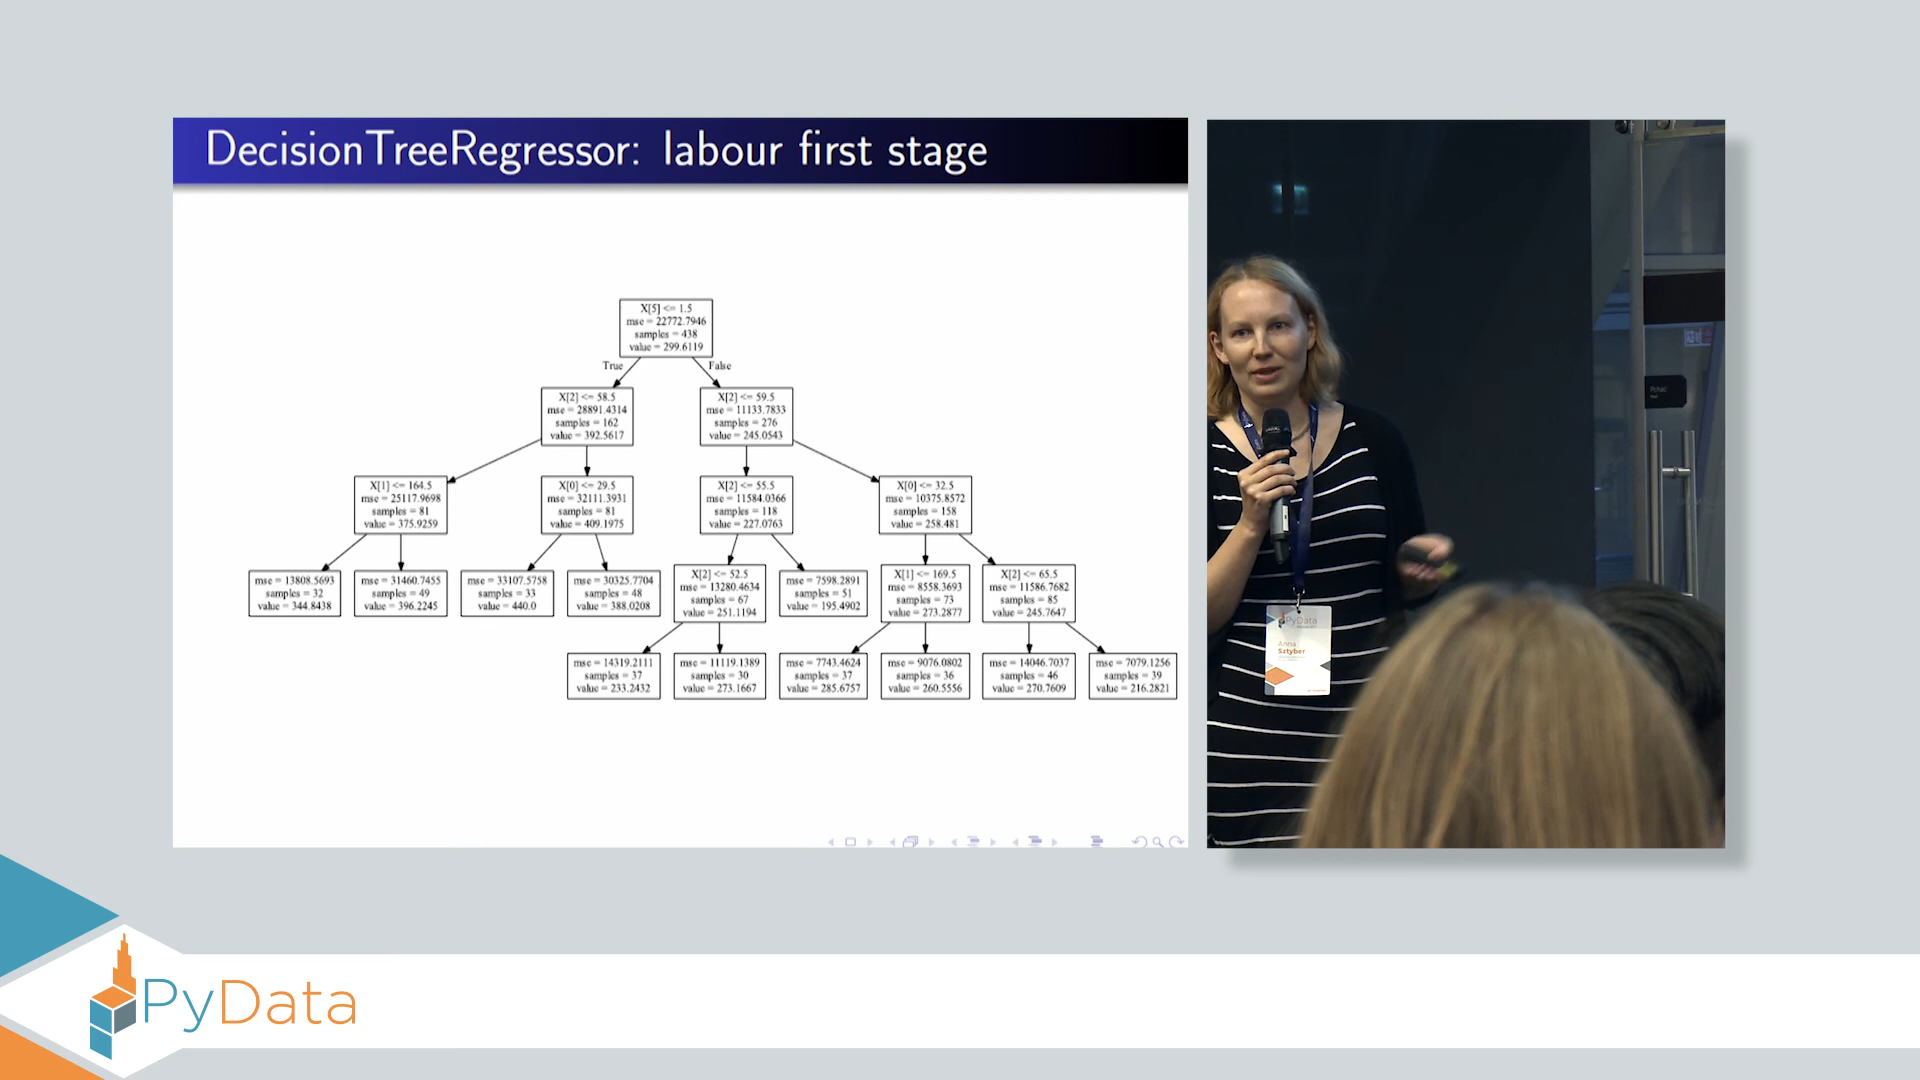 DecisionTreeRegressor: labour first stage
X[5] <= 1.5
mse = 22772.7946
samples = 438
value = 299.6119
True
False
X[2] <= 58.5
mse = 28891.4314
samples = 162
value = 392.5617
X[2] <= 59.5
mse = 11133.7833
samples = 276
value = 245.0543
X[1] <= 164.5
mse = 25117.9698
samples = 81
value = 375.9259
X[0] <= 29.5
mse = 32111.3931
samples = 81
value = 409.1975
X[2] <= 55.5
mse = 11584.0366
samples = 118
value = 227.0763
X[0] <= 32.5
mse = 10375.8572
samples = 158
value = 258.481
mse = 13808.5693
samples = 32
value = 344.8438
mse = 31460.7455
samples = 49
value = 396.2245
mse = 33107.5758
samples = 33
value = 440.0
mse = 30325.7704
samples = 48
value = 388.0208
X[2] <= 52.5
mse = 13280.4634
samples = 67
value = 251.1194
mse = 7598.2891
samples = 51
value = 195.4902
X[1] <= 169.5
mse = 8558.3693
samples = 73
value = 273.2877
X[2] <= 65.5
mse = 11586.7682
samples = 85
value = 245.7647
mse = 14319.2111
samples = 37
value = 233.2432
mse = 11119.1389
samples = 30
value = 273.1667
mse = 7743.4624
samples = 37
value = 285.6757
mse = 9076.0802
samples = 36
value = 260.5556
mse = 14046.7037
samples = 46
value = 270.7609
mse = 7079.1256
samples = 39
value = 216.2821
PyData
Anna
Sztyber
PyData